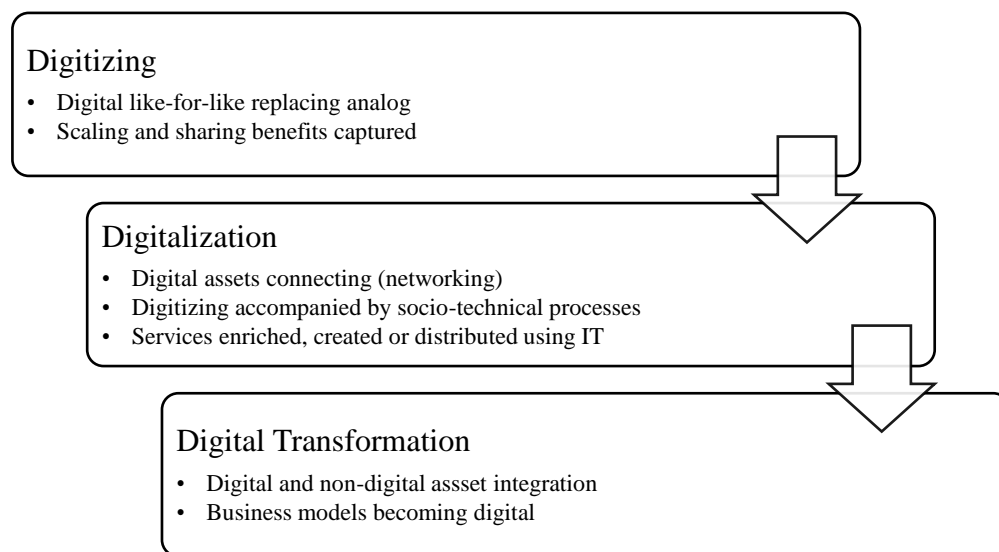 Digitizing
• Digital like-for-like replacing analog
• Scaling and sharing benefits captured
Digitalization
• Digital assets connecting (networking)
• Digitizing accompanied by socio-technical processes
• Services enriched, created or distributed using IT
Digital Transformation
• Digital and non-digital assset integration
• Business models becoming digital